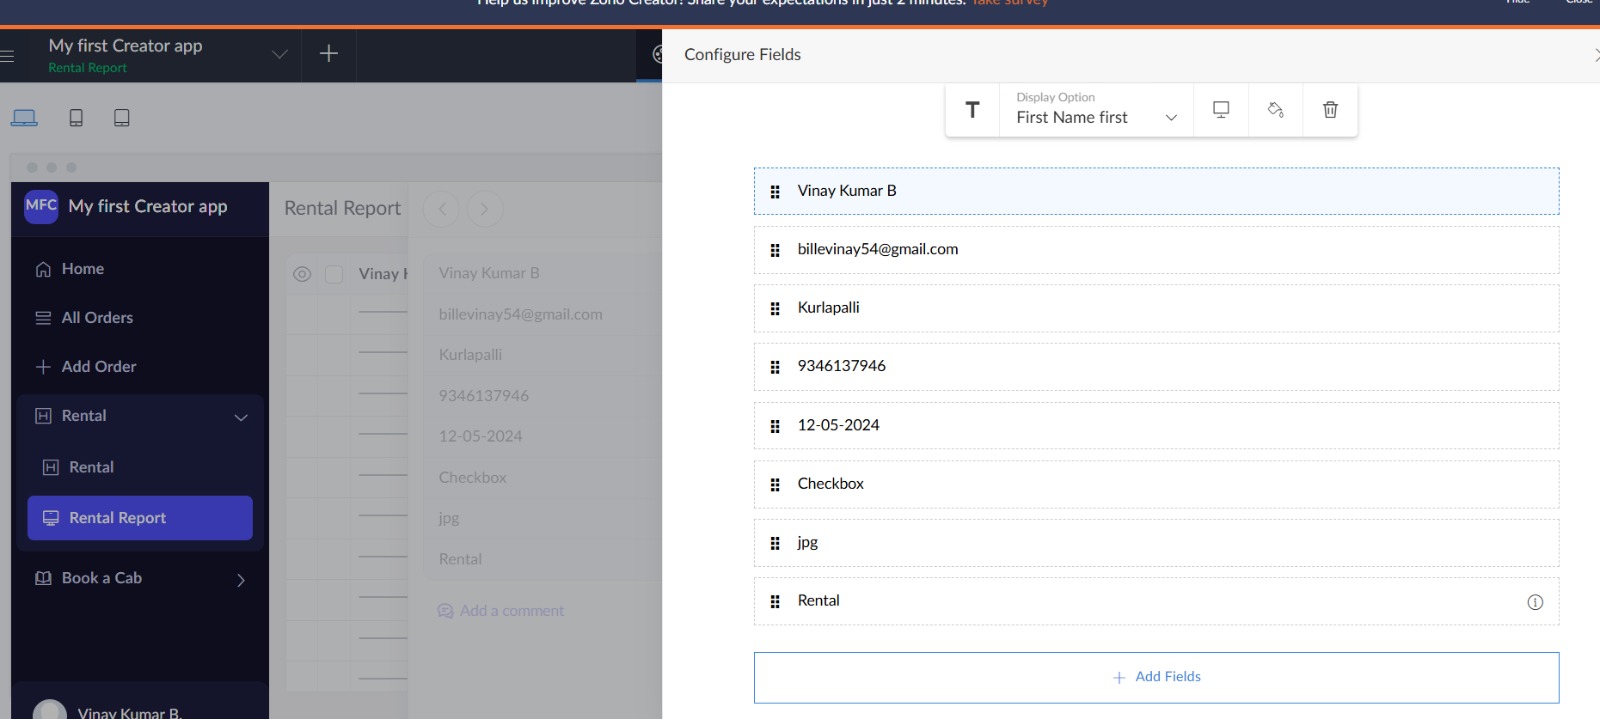 Help us improve Zoho Creator! Share your expectations in just 2 minutes. Take survey
Hide
Close
My first Creator app
Rental Report
Configure Fields
T
Display Option
First Name first
MFC My first Creator app
Home
All Orders
Add Order
Rental
Rental
Rental Report
Book a Cab
Vinay Kumar B.
Rental Report
Vinay
Vinay Kumar B
billevinay54@gmail.com
Kurlapalli
9346137946
12-05-2024
Checkbox
jpg
Rental
Add a comment
Vinay Kumar B
billevinay54@gmail.com
Kurlapalli
9346137946
12-05-2024
Checkbox
jpg
Rental
+ Add Fields